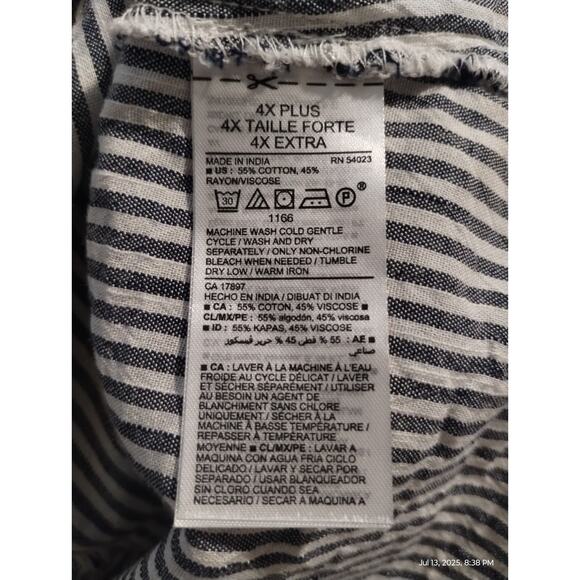 4X PLUS
4X TAILLE FORTE
4X EXTRA
MADE IN INDIA RN 54023
■ US : 55% COTTON, 45%
RAYON/VISCOSE
30 P ®
1166
MACHINE WASH COLD GENTLE
CYCLE / WASH AND DRY
SEPARATELY / ONLY NON-CHLORINE
BLEACH WHEN NEEDED / TUMBLE
DRY LOW / WARM IRON
CA 17897
HECHO EN INDIA / DIBUAT DI INDIA
■ CA : 55% COTON, 45% VISCOSE ■
CL/MX/PE : 55% algodón, 45% viscosa
■ ID : 55% KAPAS, 45% VISCOSE
■ AE : 55 % قطن 45 % حرير فيسكوز
صناعي
■ CA : LAVER À LA MACHINE À L'EAU
FROIDE AU CYCLE DÉLICAT / LAVER
ET SÉCHER SÉPARÉMENT / UTILISER
AU BESOIN UN AGENT DE
BLANCHIMENT SANS CHLORE
UNIQUEMENT / SÉCHER À LA
MACHINE À BASSE TEMPÉRATURE /
REPASSER À TEMPÉRATURE
MOYENNE ■ CL/MX/PE : LAVAR A
MAQUINA CON AGUA FRIA CICLO
DELICADO / LAVAR Y SECAR POR
SEPARADO / USAR BLANQUEADOR
SIN CLORO CUANDO SEA
NECESARIO / SECAR A MAQUINA A
Jul 13, 2025, 8:38 PM